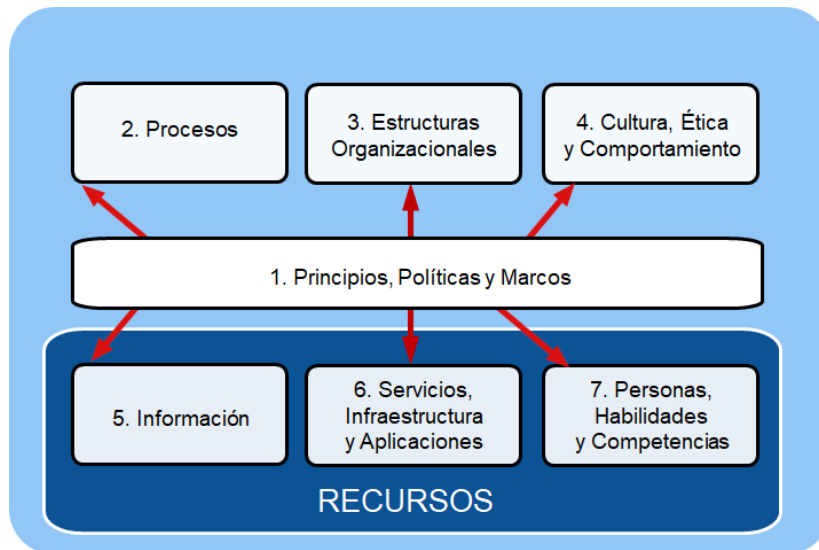 2. Procesos
3. Estructuras
Organizacionales
4. Cultura, Ética
y Comportamiento
1. Principios, Políticas y Marcos
5. Información
6. Servicios,
Infraestructura
y Aplicaciones
7. Personas,
Habilidades
y Competencias
RECURSOS